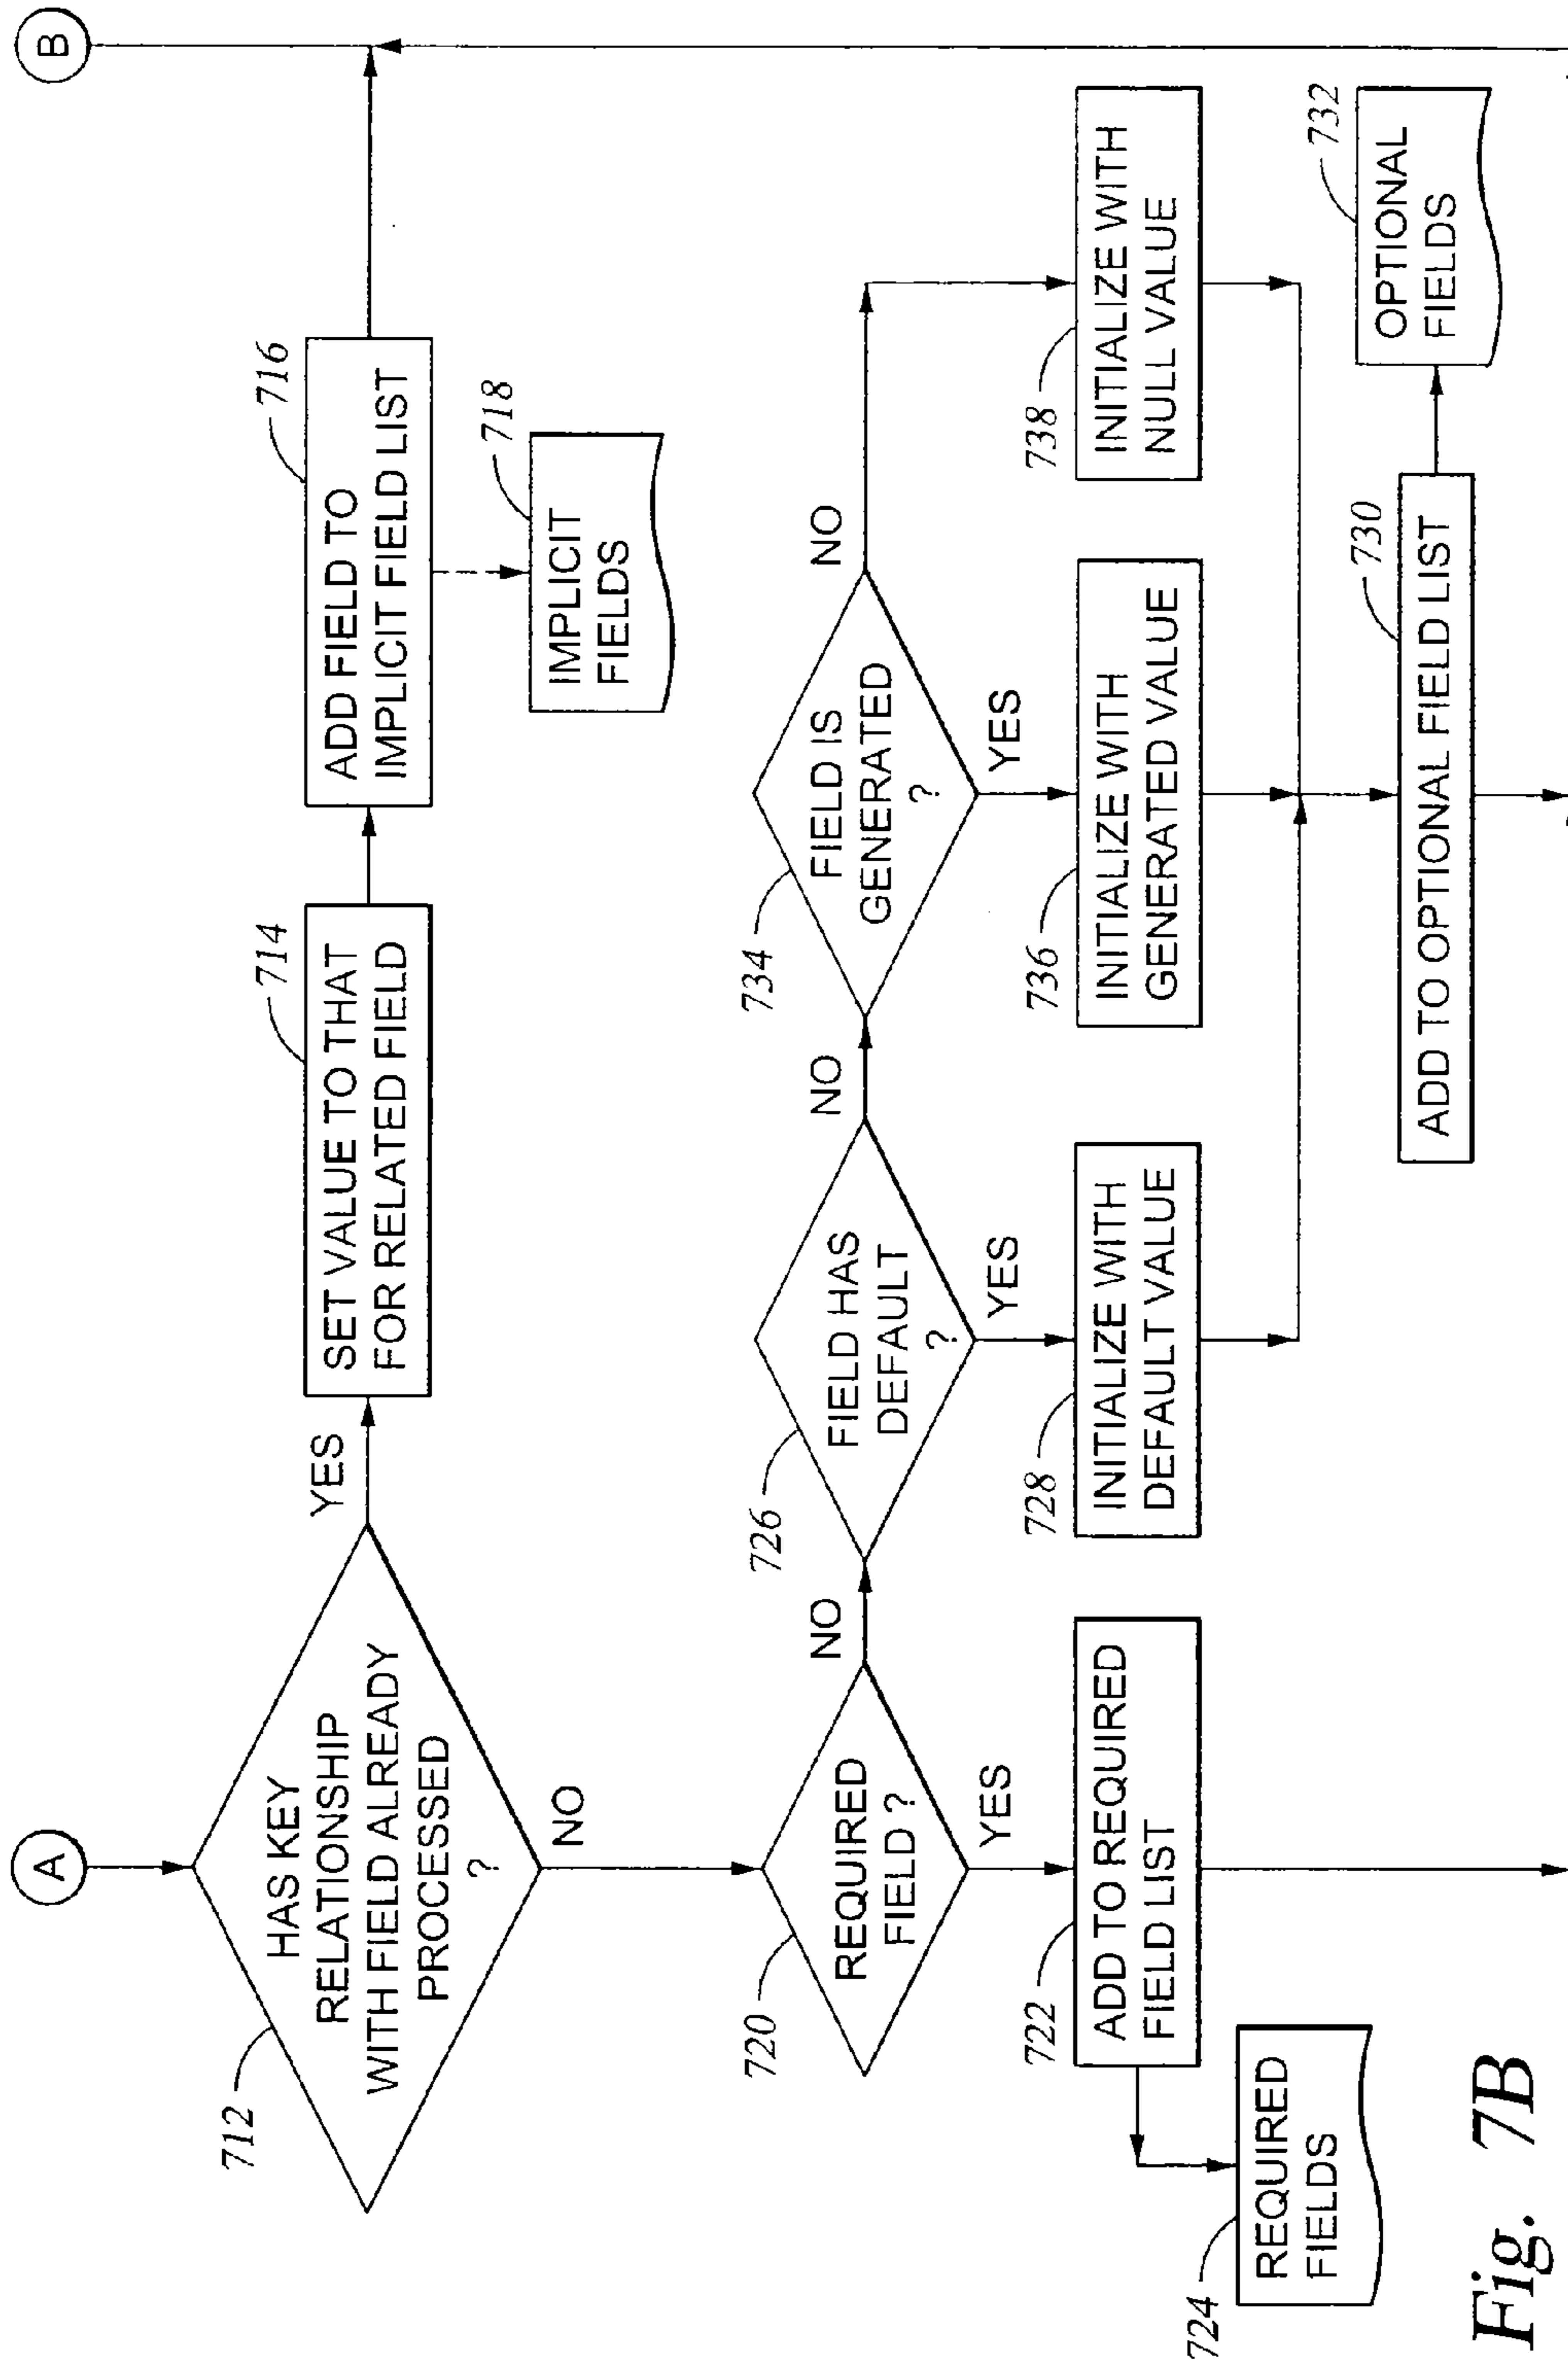 A
B
712
HAS KEY
RELATIONSHIP
WITH FIELD ALREADY
PROCESSED
?
YES
714
SET VALUE TO THAT
FOR RELATED FIELD
716
ADD FIELD TO
IMPLICIT FIELD LIST
718
IMPLICIT
FIELDS
NO
720
REQUIRED
FIELD ?
NO
726
FIELD HAS
DEFAULT
?
NO
734
FIELD IS
GENERATED
?
NO
YES
YES
YES
722
ADD TO REQUIRED
FIELD LIST
728
INITIALIZE WITH
DEFAULT VALUE
736
INITIALIZE WITH
GENERATED VALUE
738
INITIALIZE WITH
NULL VALUE
724
REQUIRED
FIELDS
730
ADD TO OPTIONAL FIELD LIST
732
OPTIONAL
FIELDS
Fig. 7B